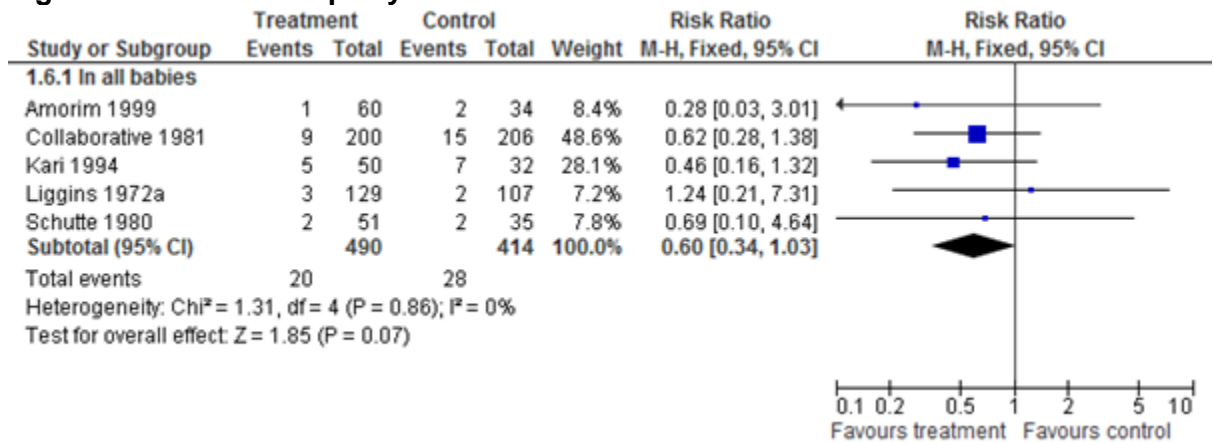 Treatment Control Risk Ratio Risk Ratio
Study or Subgroup Events Total Events Total Weight M-H, Fixed, 95% CI M-H, Fixed, 95% CI
1.6.1 In all babies
Amorim 1999 1 60 2 34 8.4% 0.28 [0.03, 3.01]
Collaborative 1981 9 200 15 206 48.6% 0.62 [0.28, 1.38]
Kari 1994 5 50 7 32 28.1% 0.46 [0.16, 1.32]
Liggins 1972a 3 129 2 107 7.2% 1.24 [0.21, 7.31]
Schutte 1980 2 51 2 35 7.8% 0.69 [0.10, 4.64]
Subtotal (95% CI) 490 414 100.0% 0.60 [0.34, 1.03]
Total events 20 28
Heterogeneity: Chi² = 1.31, df = 4 (P = 0.86); I² = 0%
Test for overall effect: Z = 1.85 (P = 0.07)
0.1 0.2 0.5 1 2 5 10
Favours treatment Favours control